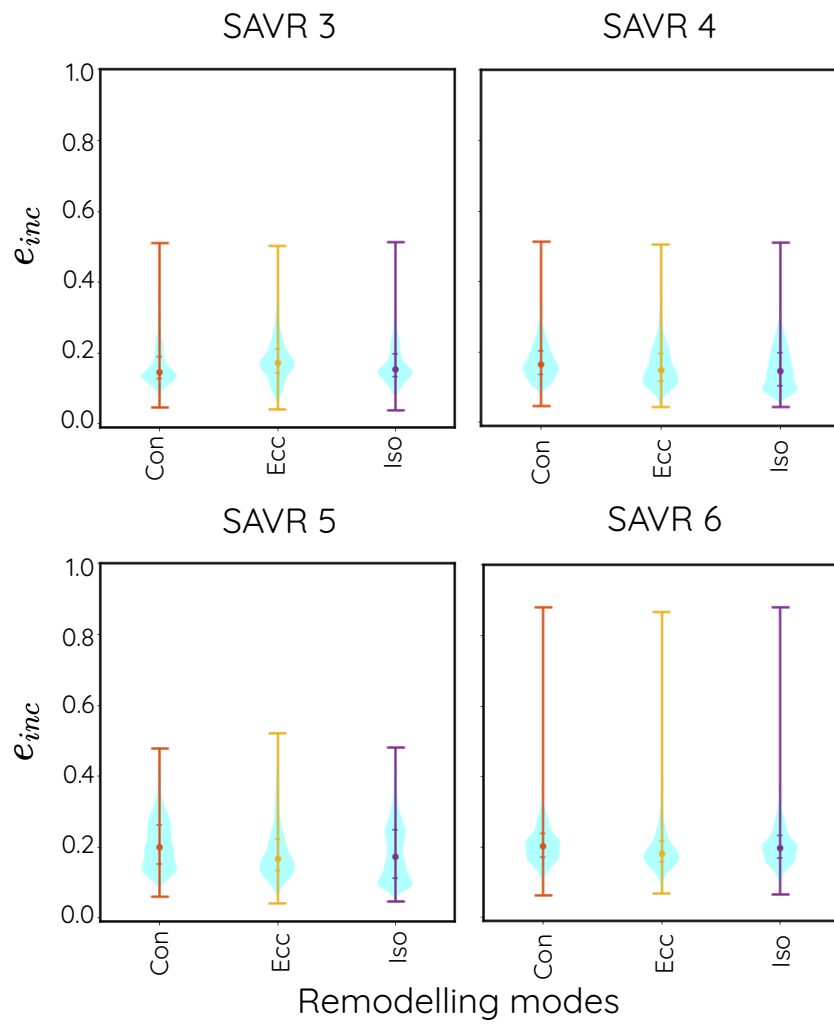 SAVR 3 SAVR 4
1.0
0.8
0.6
0.4
0.2
0.0
e_inc
Con Ecc Iso Con Ecc Iso
SAVR 5 SAVR 6
1.0
0.8
0.6
0.4
0.2
0.0
e_inc
Con Ecc Iso Con Ecc Iso
Remodelling modes